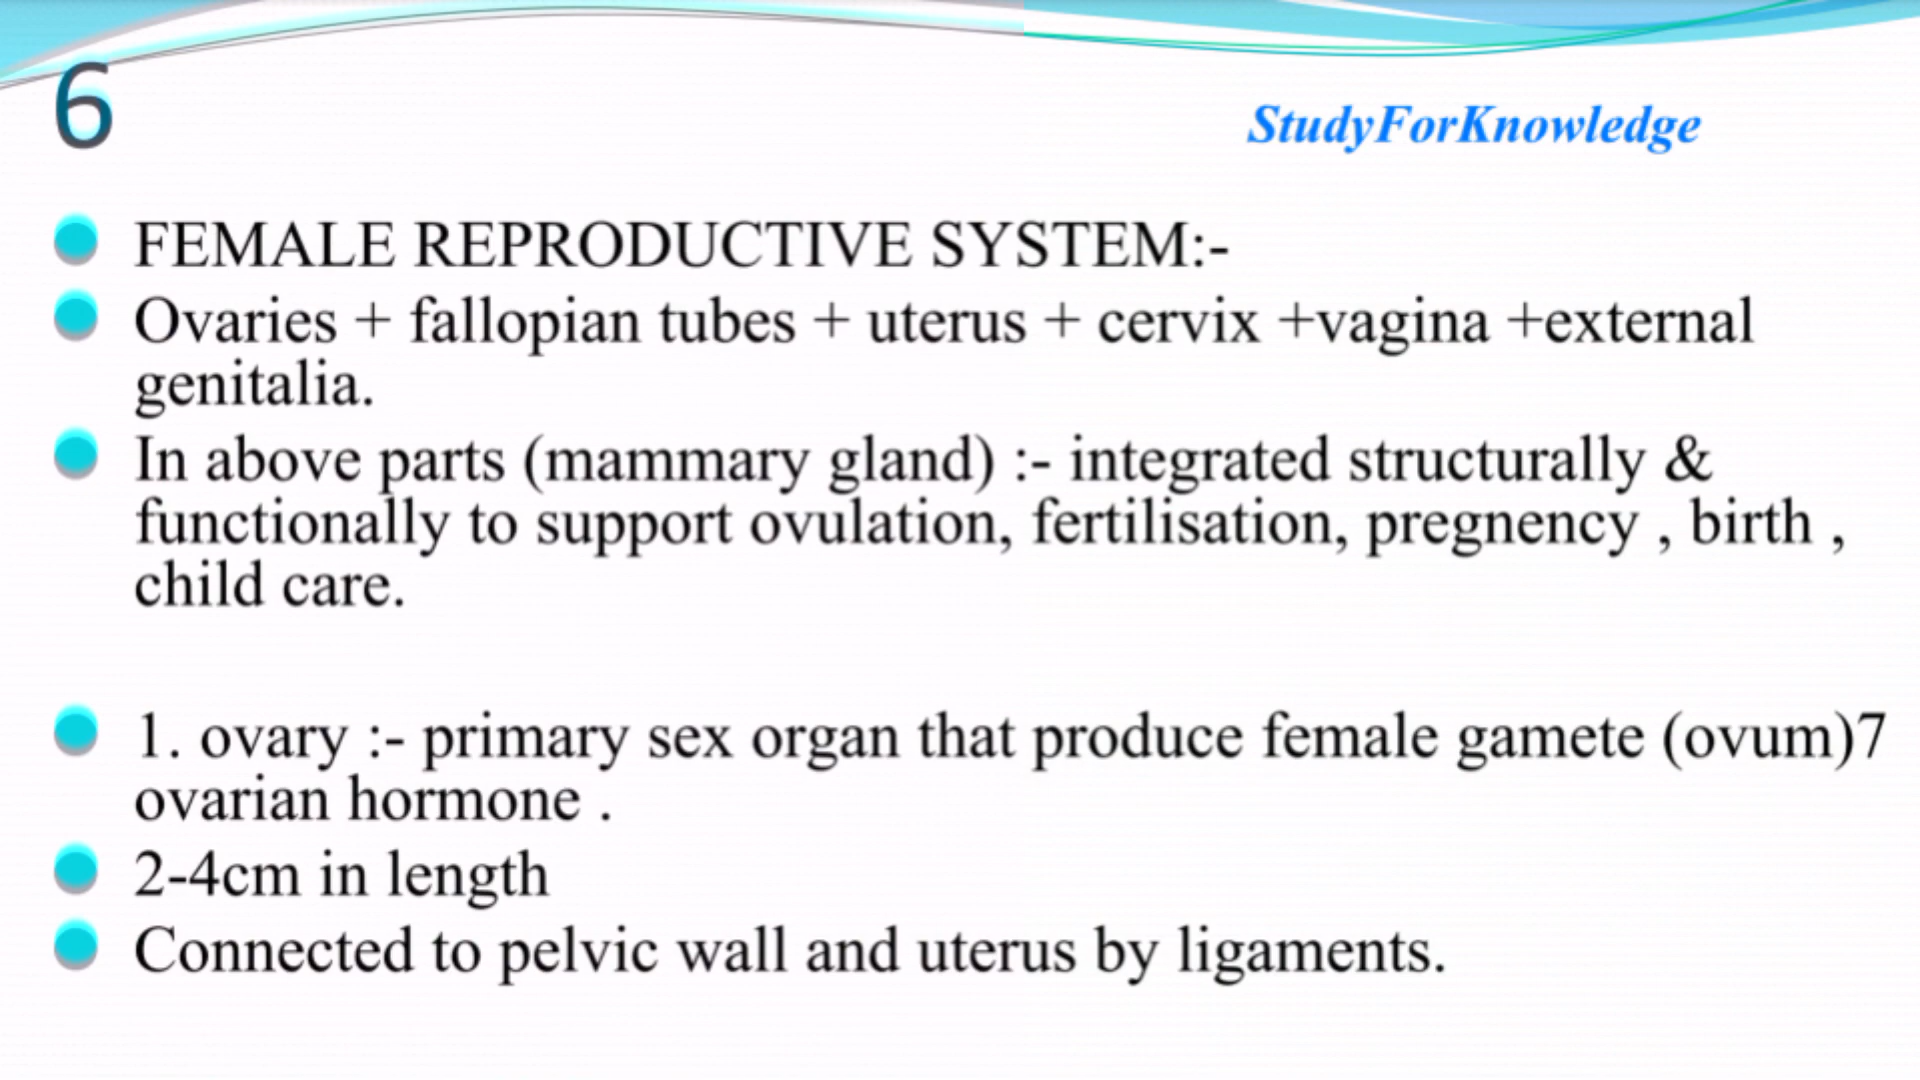 6
StudyForKnowledge
FEMALE REPRODUCTIVE SYSTEM:-
Ovaries + fallopian tubes + uterus + cervix +vagina +external
genitalia.
In above parts (mammary gland) :- integrated structurally &
functionally to support ovulation, fertilisation, pregnency , birth ,
child care.
1. ovary :- primary sex organ that produce female gamete (ovum)7
ovarian hormone .
2-4cm in length
Connected to pelvic wall and uterus by ligaments.